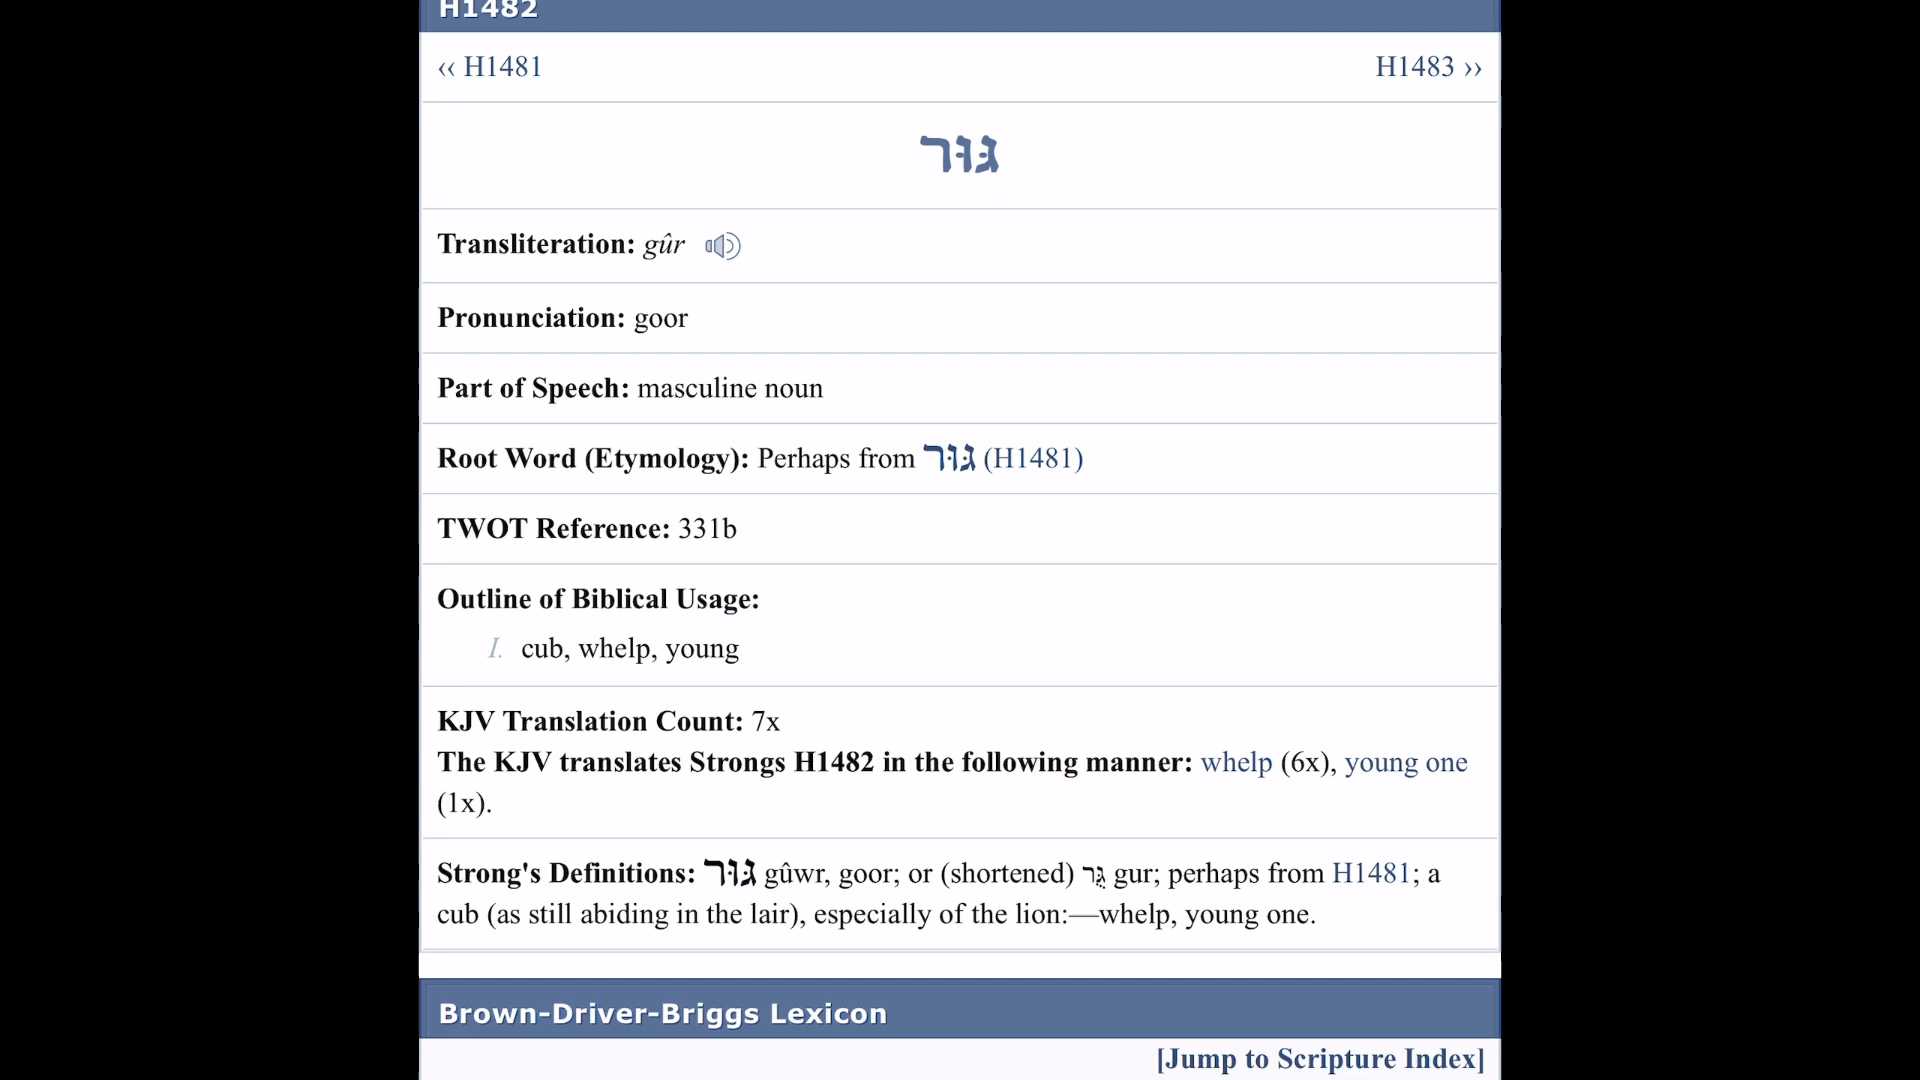 H1482
‹‹ H1481
H1483 ››
גּוּר
Transliteration: gûr
Pronunciation: goor
Part of Speech: masculine noun
Root Word (Etymology): Perhaps from גּוּר (H1481)
TWOT Reference: 331b
Outline of Biblical Usage:
I. cub, whelp, young
KJV Translation Count: 7x
The KJV translates Strongs H1482 in the following manner: whelp (6x), young one
(1x).
Strong's Definitions: גּוּר gûwr, goor; or (shortened) גֻּר gur; perhaps from H1481; a
cub (as still abiding in the lair), especially of the lion:—whelp, young one.
Brown-Driver-Briggs Lexicon
[Jump to Scripture Index]